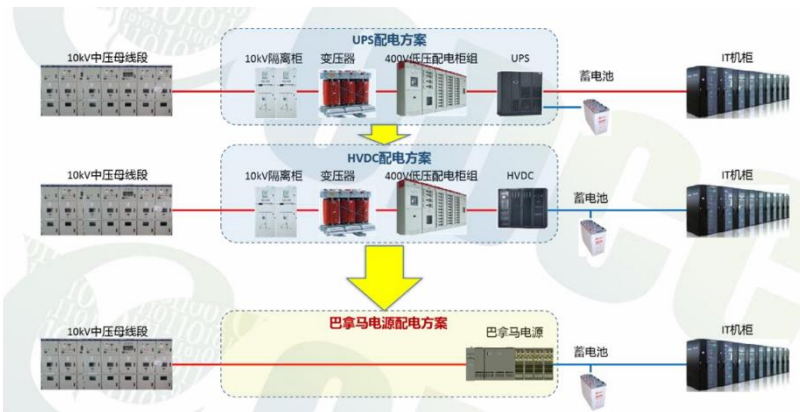 UPS配电方案
10kV中压母线段
10kV隔离柜
变压器
400V低压配电柜组
UPS
蓄电池
IT机柜
HVDC配电方案
10kV中压母线段
10kV隔离柜
变压器
400V低压配电柜组
HVDC
蓄电池
IT机柜
巴拿马电源配电方案
10kV中压母线段
巴拿马电源
蓄电池
IT机柜